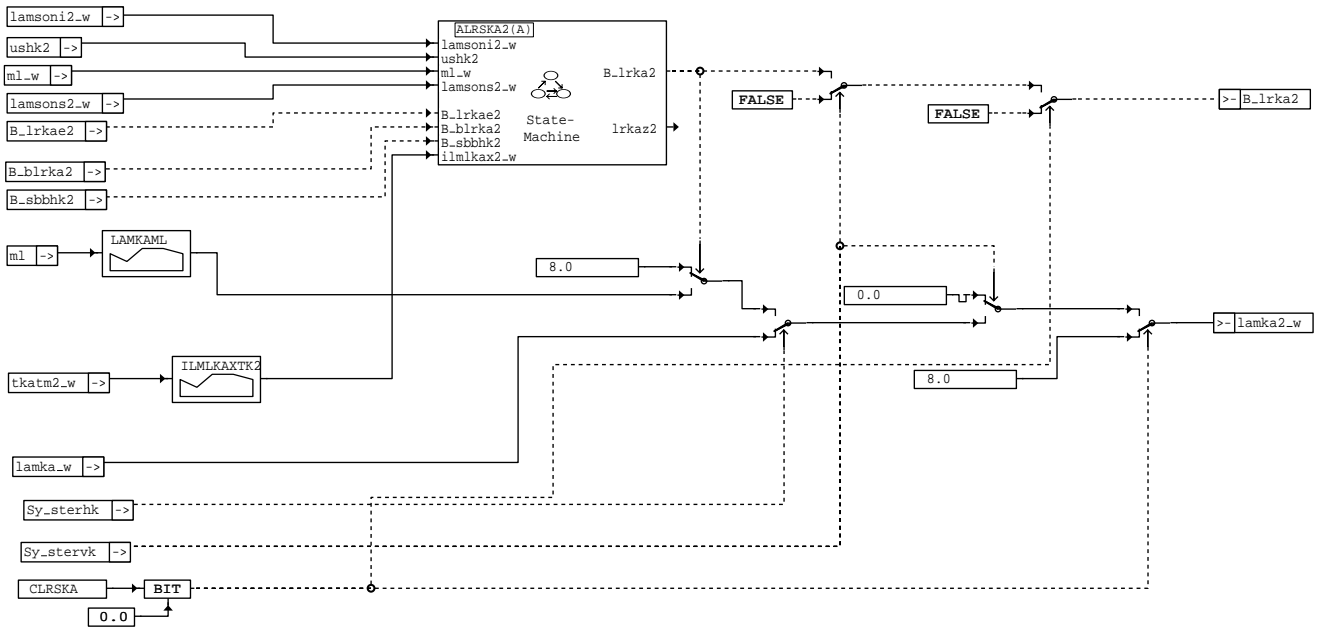 lamsoni2_w ->
ushk2 ->
ml_w ->
lamsons2_w ->
B_lrkae2 ->
B_blrka2 ->
B_sbbhk2 ->
ALRSKA2(A)
lamsoni2_w
ushk2
ml_w
lamsons2_w
B_lrkae2
B_blrka2
B_sbbhk2
ilmlkax2_w
B_lrka2
lrkaz2
State-
Machine
FALSE
FALSE
>- B_lrka2
ml ->
LAMKAML
8.0
0.0
>- lamka2_w
tkatm2_w ->
ILMLKAXTK2
8.0
lamka_w ->
Sy_sterhk ->
Sy_stervk ->
CLRSKA
BIT
0.0